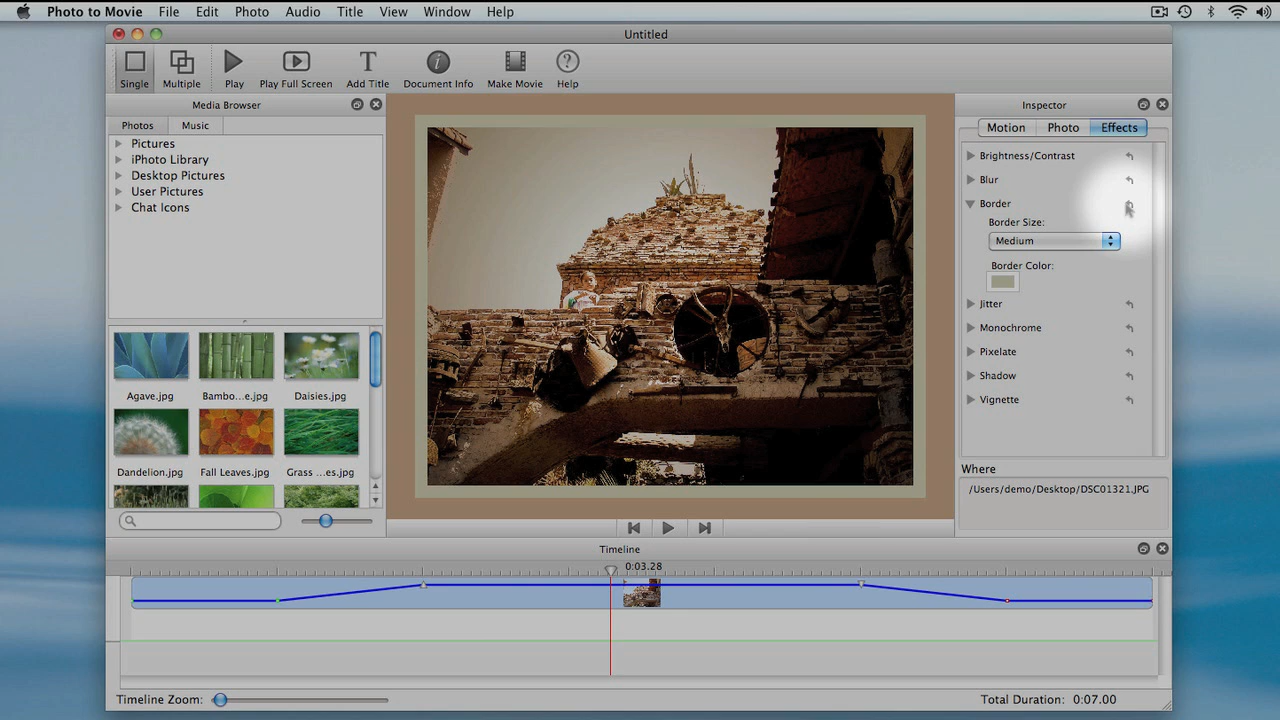 Photo to Movie File Edit Photo Audio Title View Window Help
Untitled
Single Multiple Play Play Full Screen Add Title Document Info Make Movie Help
Media Browser
Photos Music
Pictures
iPhoto Library
Desktop Pictures
User Pictures
Chat Icons
Agave.jpg Bambo...e.jpg Daisies.jpg
Dandelion.jpg Fall Leaves.jpg Grass ...es.jpg
Inspector
Motion Photo Effects
Brightness/Contrast
Blur
Border
Border Size:
Medium
Border Color:
Jitter
Monochrome
Pixelate
Shadow
Vignette
Where
/Users/demo/Desktop/DSC01321.JPG
Timeline
0:03.28
Timeline Zoom:
Total Duration: 0:07.00